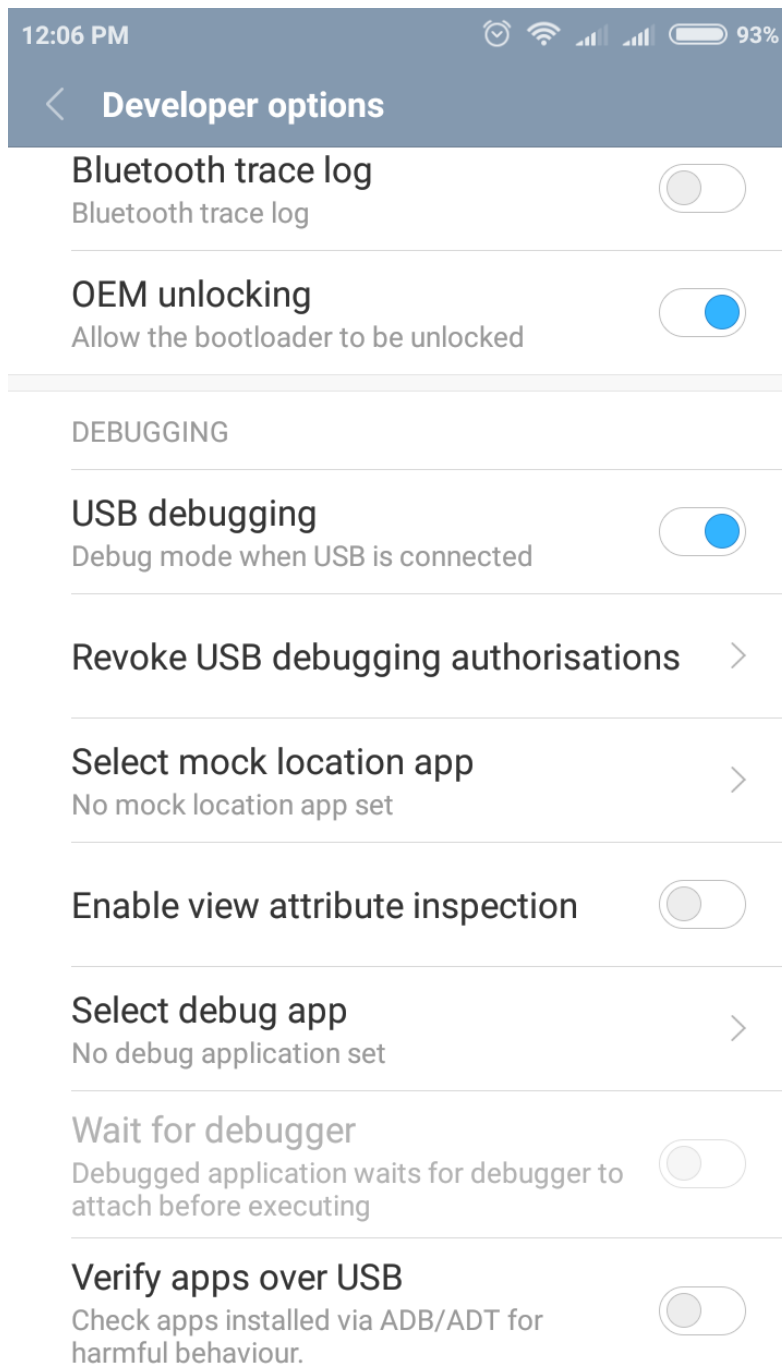 12:06 PM 93%
Developer options
Bluetooth trace log
Bluetooth trace log
OEM unlocking
Allow the bootloader to be unlocked
DEBUGGING
USB debugging
Debug mode when USB is connected
Revoke USB debugging authorisations
Select mock location app
No mock location app set
Enable view attribute inspection
Select debug app
No debug application set
Wait for debugger
Debugged application waits for debugger to
attach before executing
Verify apps over USB
Check apps installed via ADB/ADT for
harmful behaviour.